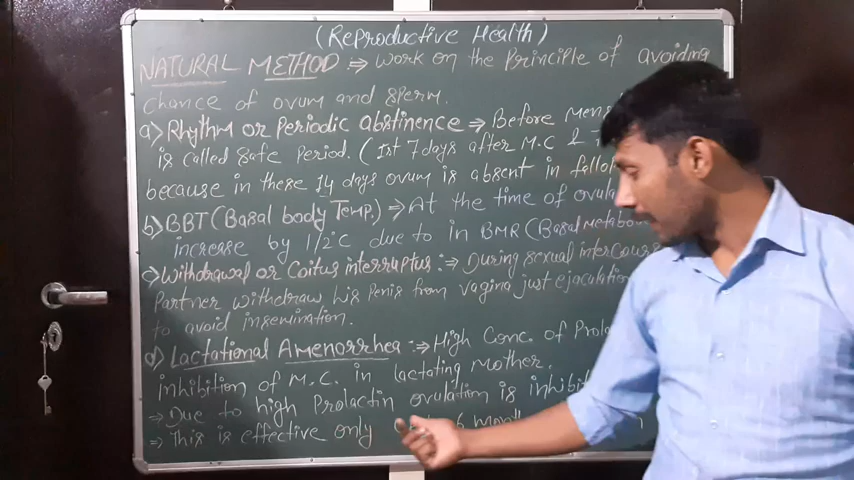 (Reproductive Health)
NATURAL METHOD ⇒ work on the Principle of avoiding
chance of ovum and sperm.
a) Rhythm or Periodic Abstinence ⇒ Before
is called safe Period. (1st 7 days after M.C &
because in these 14 days ovum is absent in
b) BBT (Basal body Temp.) ⇒ At the time of
increase by 1/2°C due to in BMR (Basal
c) Withdrawal or Coitus interruptus :⇒ During sexual
Partner withdraw his Penis from vagina just ejaculation
to avoid insemination.
d) Lactational Amenorrhea :⇒ High Conc. of
inhibition of M.C. in lactating Mother.
⇒ Due to high Prolactin ovulation is
⇒ This is effective only 6